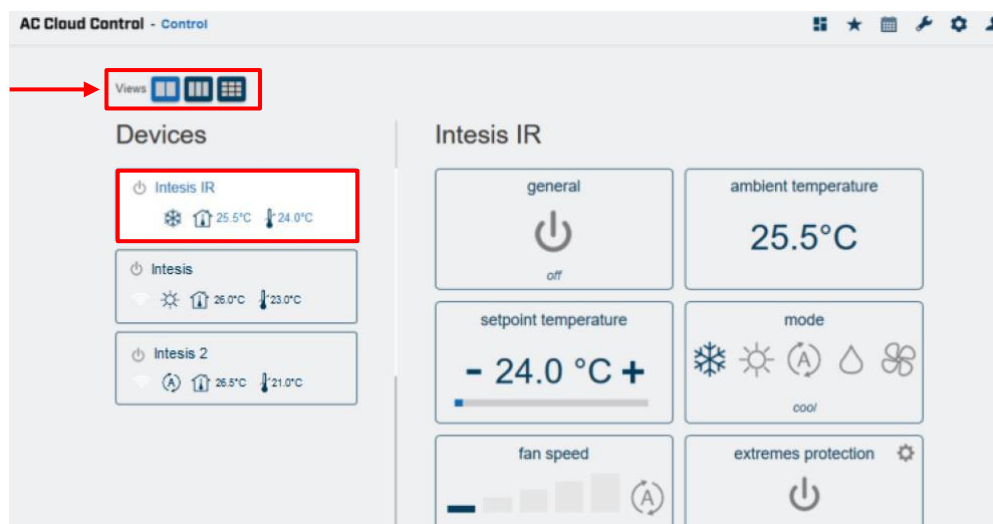 AC Cloud Control - Control
Views
Devices
Intesis IR
25.5°C 24.0°C
Intesis
26.0°C 23.0°C
Intesis 2
26.5°C 21.0°C
Intesis IR
general
off
ambient temperature
25.5°C
setpoint temperature
- 24.0 °C +
mode
A
cool
fan speed
A
extremes protection